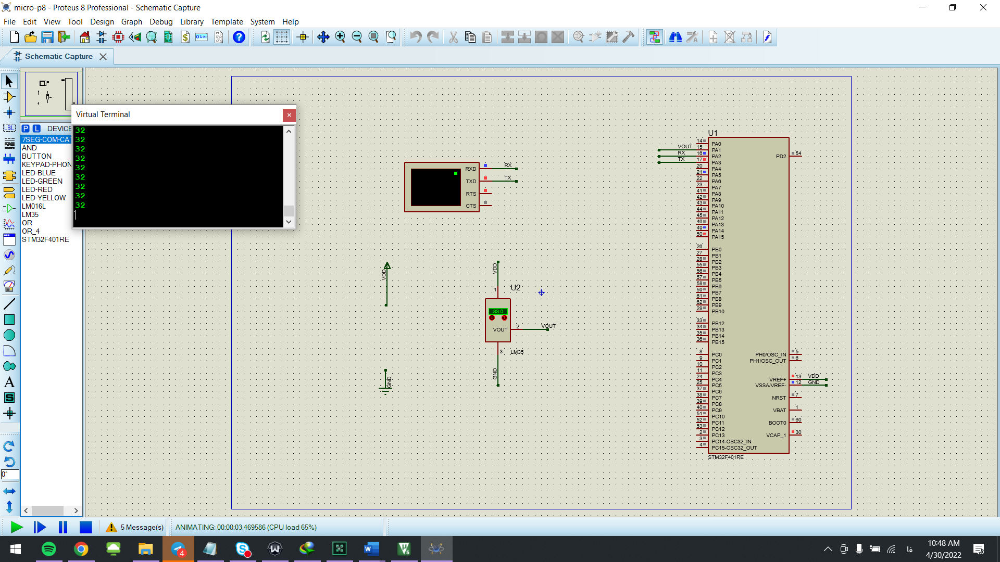 micro-p8 - Proteus 8 Professional - Schematic Capture
File Edit View Tool Design Graph Debug Library Template System Help
Schematic Capture
Virtual Terminal
32
32
32
32
32
32
32
32
32
P L DEVICE
7SEG-COM-CAT
AND
BUTTON
KEYPAD-PHON
LED-BLUE
LED-GREEN
LED-RED
LED-YELLOW
LM016L
LM35
OR
OR_4
STM32F401RE
LBL
A
S
0°
RXD RX
TXD TX
RTS
CTS
VDD
GND
VDD
1
U2
33.0
VOUT 2 VOUT
3 LM35
GND
U1
14 PA0
VOUT 15 PA1
RX 16 PA2
TX 17 PA3
20 PA4
21 PA5
22 PA6
23 PA7
41 PA8
42 PA9
43 PA10
44 PA11
45 PA12
46 PA13
49 PA14
50 PA15
26 PB0
27 PB1
28 PB2
55 PB3
56 PB4
57 PB5
58 PB6
59 PB7
61 PB8
62 PB9
29 PB10
33 PB12
34 PB13
35 PB14
36 PB15
8 PC0
9 PC1
10 PC2
11 PC3
24 PC4
25 PC5
37 PC6
38 PC7
39 PC8
40 PC9
51 PC10
52 PC11
53 PC12
2 PC13
3 PC14-OSC32_IN
4 PC15-OSC32_OUT
PD2 54
PH0/OSC_IN 5
PH1/OSC_OUT 6
VREF+ 13 VDD
VSSA/VREF- 12 GND
NRST 7
VBAT 1
BOOT0 60
VCAP_1 30
STM32F401RE
5 Message(s)
ANIMATING: 00:00:03.469586 (CPU load 65%)
4
فا
10:48 AM
4/30/2022